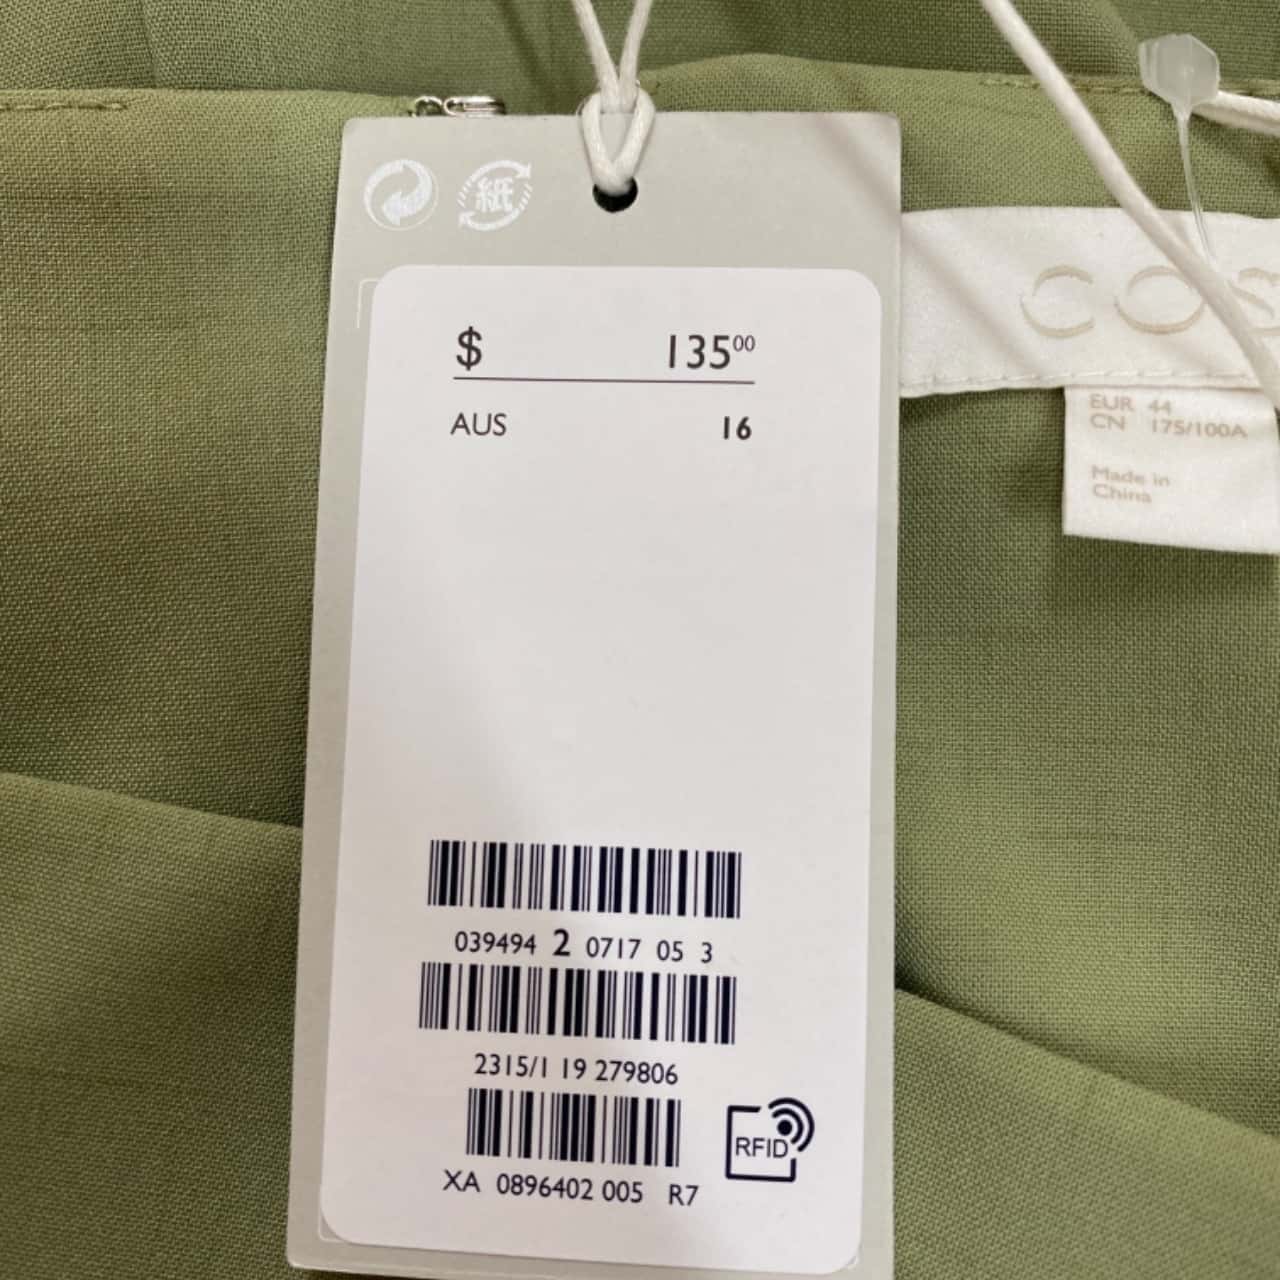 紙
$ 135⁰⁰
AUS 16
039494 2 0717 05 3
2315/1 19 279806
XA 0896402 005 R7
RFID
COS
EUR 44
CN 175/100A
Made in
China